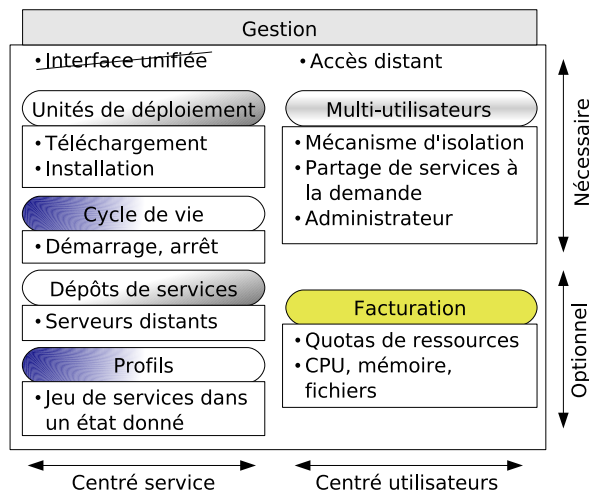 Gestion
• Interface unifiée
Unités de déploiement
• Téléchargement
• Installation
Cycle de vie
• Démarrage, arrêt
Dépôts de services
• Serveurs distants
Profils
• Jeu de services dans
un état donné
• Accès distant
Multi-utilisateurs
• Mécanisme d'isolation
• Partage de services à
la demande
• Administrateur
Facturation
• Quotas de ressources
• CPU, mémoire,
fichiers
Nécessaire
Optionnel
Centré service
Centré utilisateurs